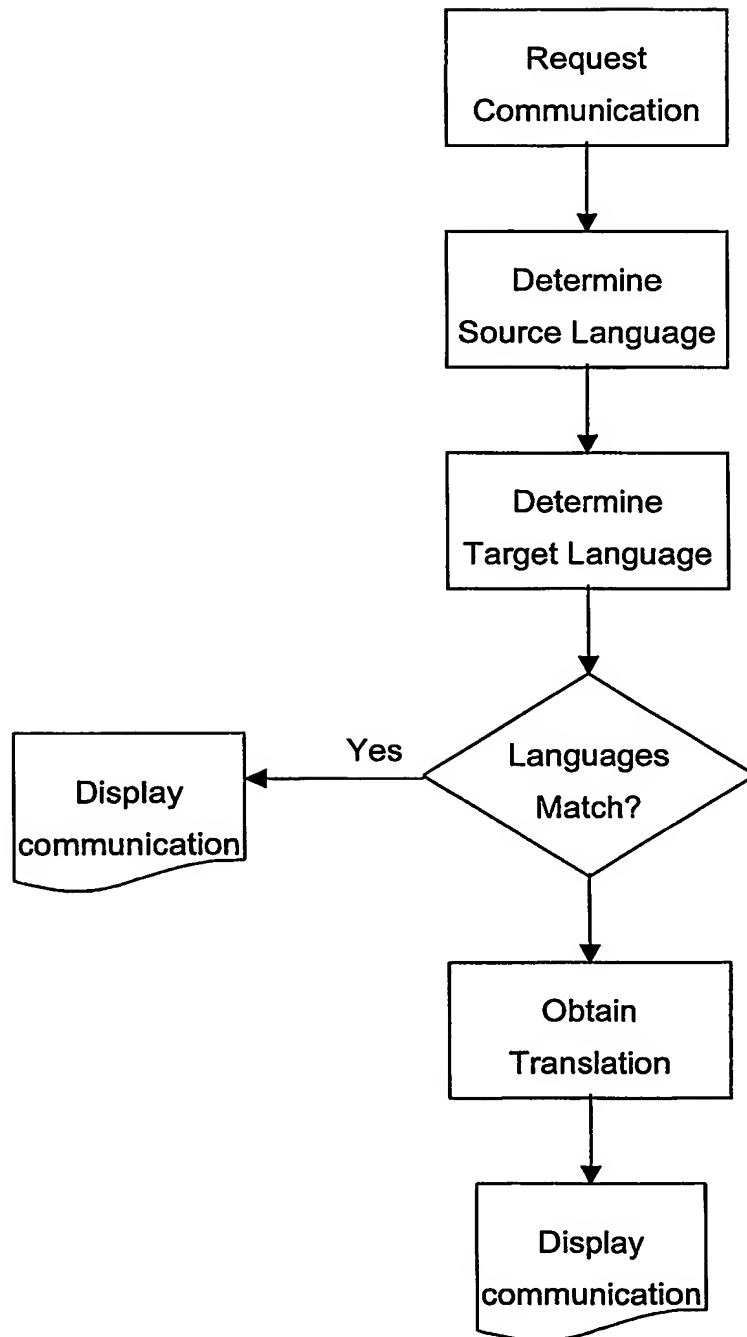 Request
Communication
Determine
Source Language
Determine
Target Language
Languages
Match?
Yes
Display
communication
Obtain
Translation
Display
communication